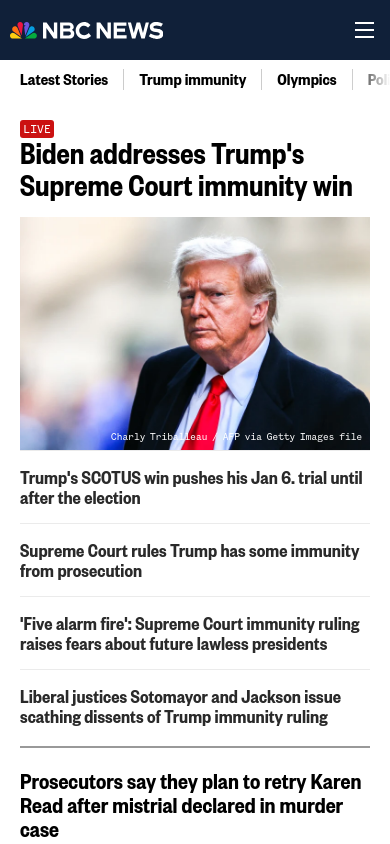 NBC NEWS
Latest Stories
Trump immunity
Olympics
LIVE
Biden addresses Trump's
Supreme Court immunity win
Charly Triballeau / AFP via Getty Images file
Trump's SCOTUS win pushes his Jan 6. trial until
after the election
Supreme Court rules Trump has some immunity
from prosecution
'Five alarm fire': Supreme Court immunity ruling
raises fears about future lawless presidents
Liberal justices Sotomayor and Jackson issue
scathing dissents of Trump immunity ruling
Prosecutors say they plan to retry Karen
Read after mistrial declared in murder
case